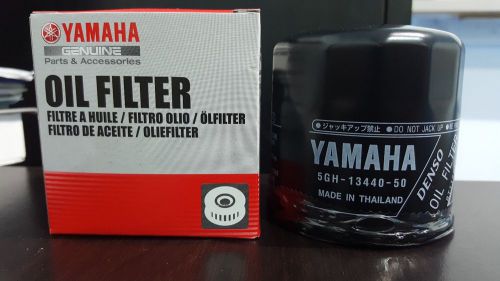 YAMAHA
GENUINE
Parts & Accessories
OIL FILTER
FILTRE A HUILE / FILTRO OLIO / ÖLFILTER
FILTRO DE ACEITE / OLIEFILTER
● ジャッキアップ禁止 ● DO NOT JACK UP ●
YAMAHA
5GH-13440-50
MADE IN THAILAND
DENSO
OIL FILTER